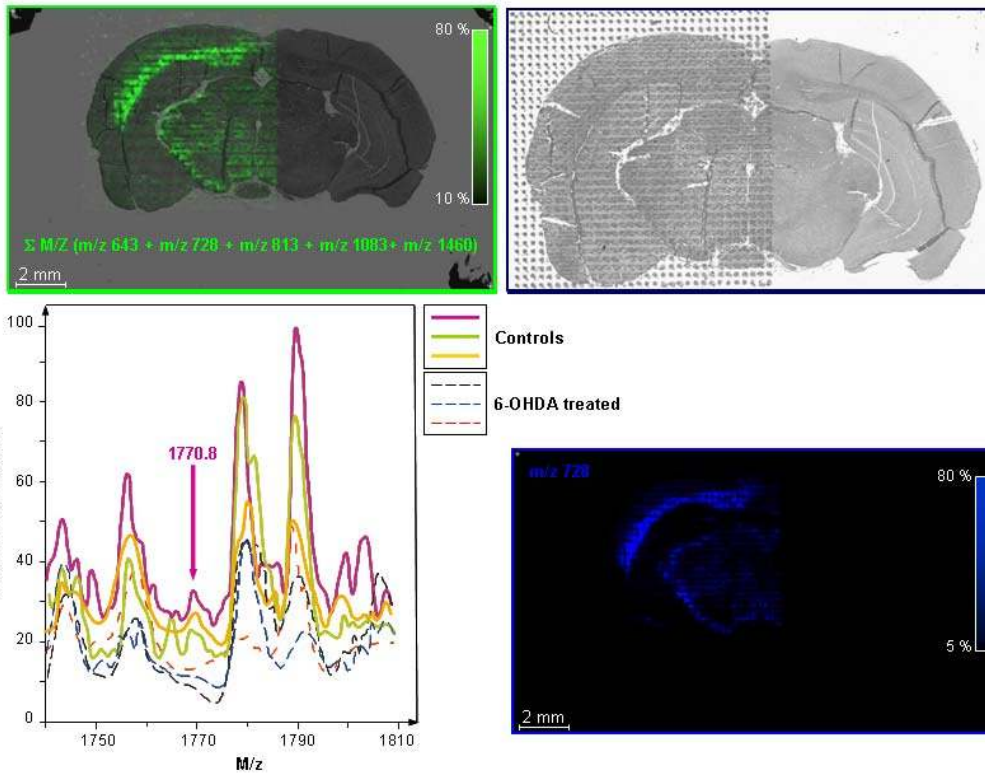 80 %
10 %
Σ M/Z (m/z 643 + m/z 728 + m/z 813 + m/z 1083+ m/z 1460)
2 mm
100
80
60
40
20
0
1750
1770
1790
1810
M/z
1770.8
Controls
6-OHDA treated
m/z 728
80 %
5 %
2 mm